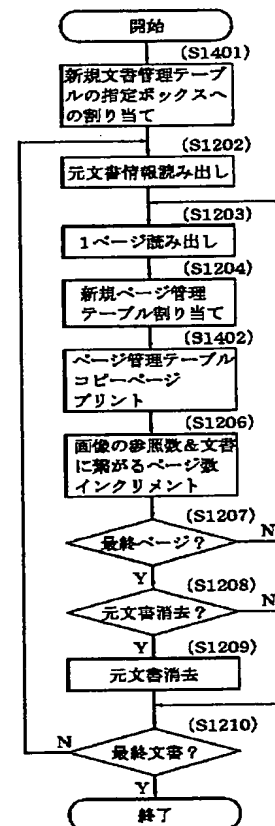 開始
(S1401)
新規文書管理テーブ
ルの指定ボックスへ
の割り当て
(S1202)
元文書情報読み出し
(S1203)
1ページ読み出し
(S1204)
新規ページ管理
テーブル割り当て
(S1402)
ページ管理テーブル
コピーページ
プリント
(S1206)
画像の参照数&文書
に繋がるページ数
インクリメント
(S1207)
最終ページ?
N
Y
(S1208)
元文書消去?
N
Y
(S1209)
元文書消去
(S1210)
N
最終文書?
Y
終了